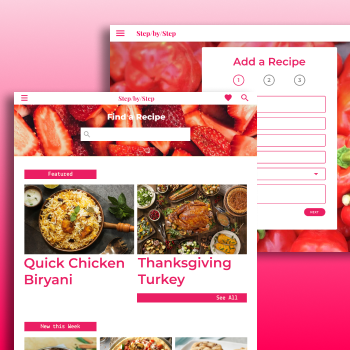 Step/by/Step
Add a Recipe
1 2 3
NEXT
Step/by/Step
Find a Recipe
Featured
Quick Chicken
Biryani
Thanksgiving
Turkey
See All
New this Week